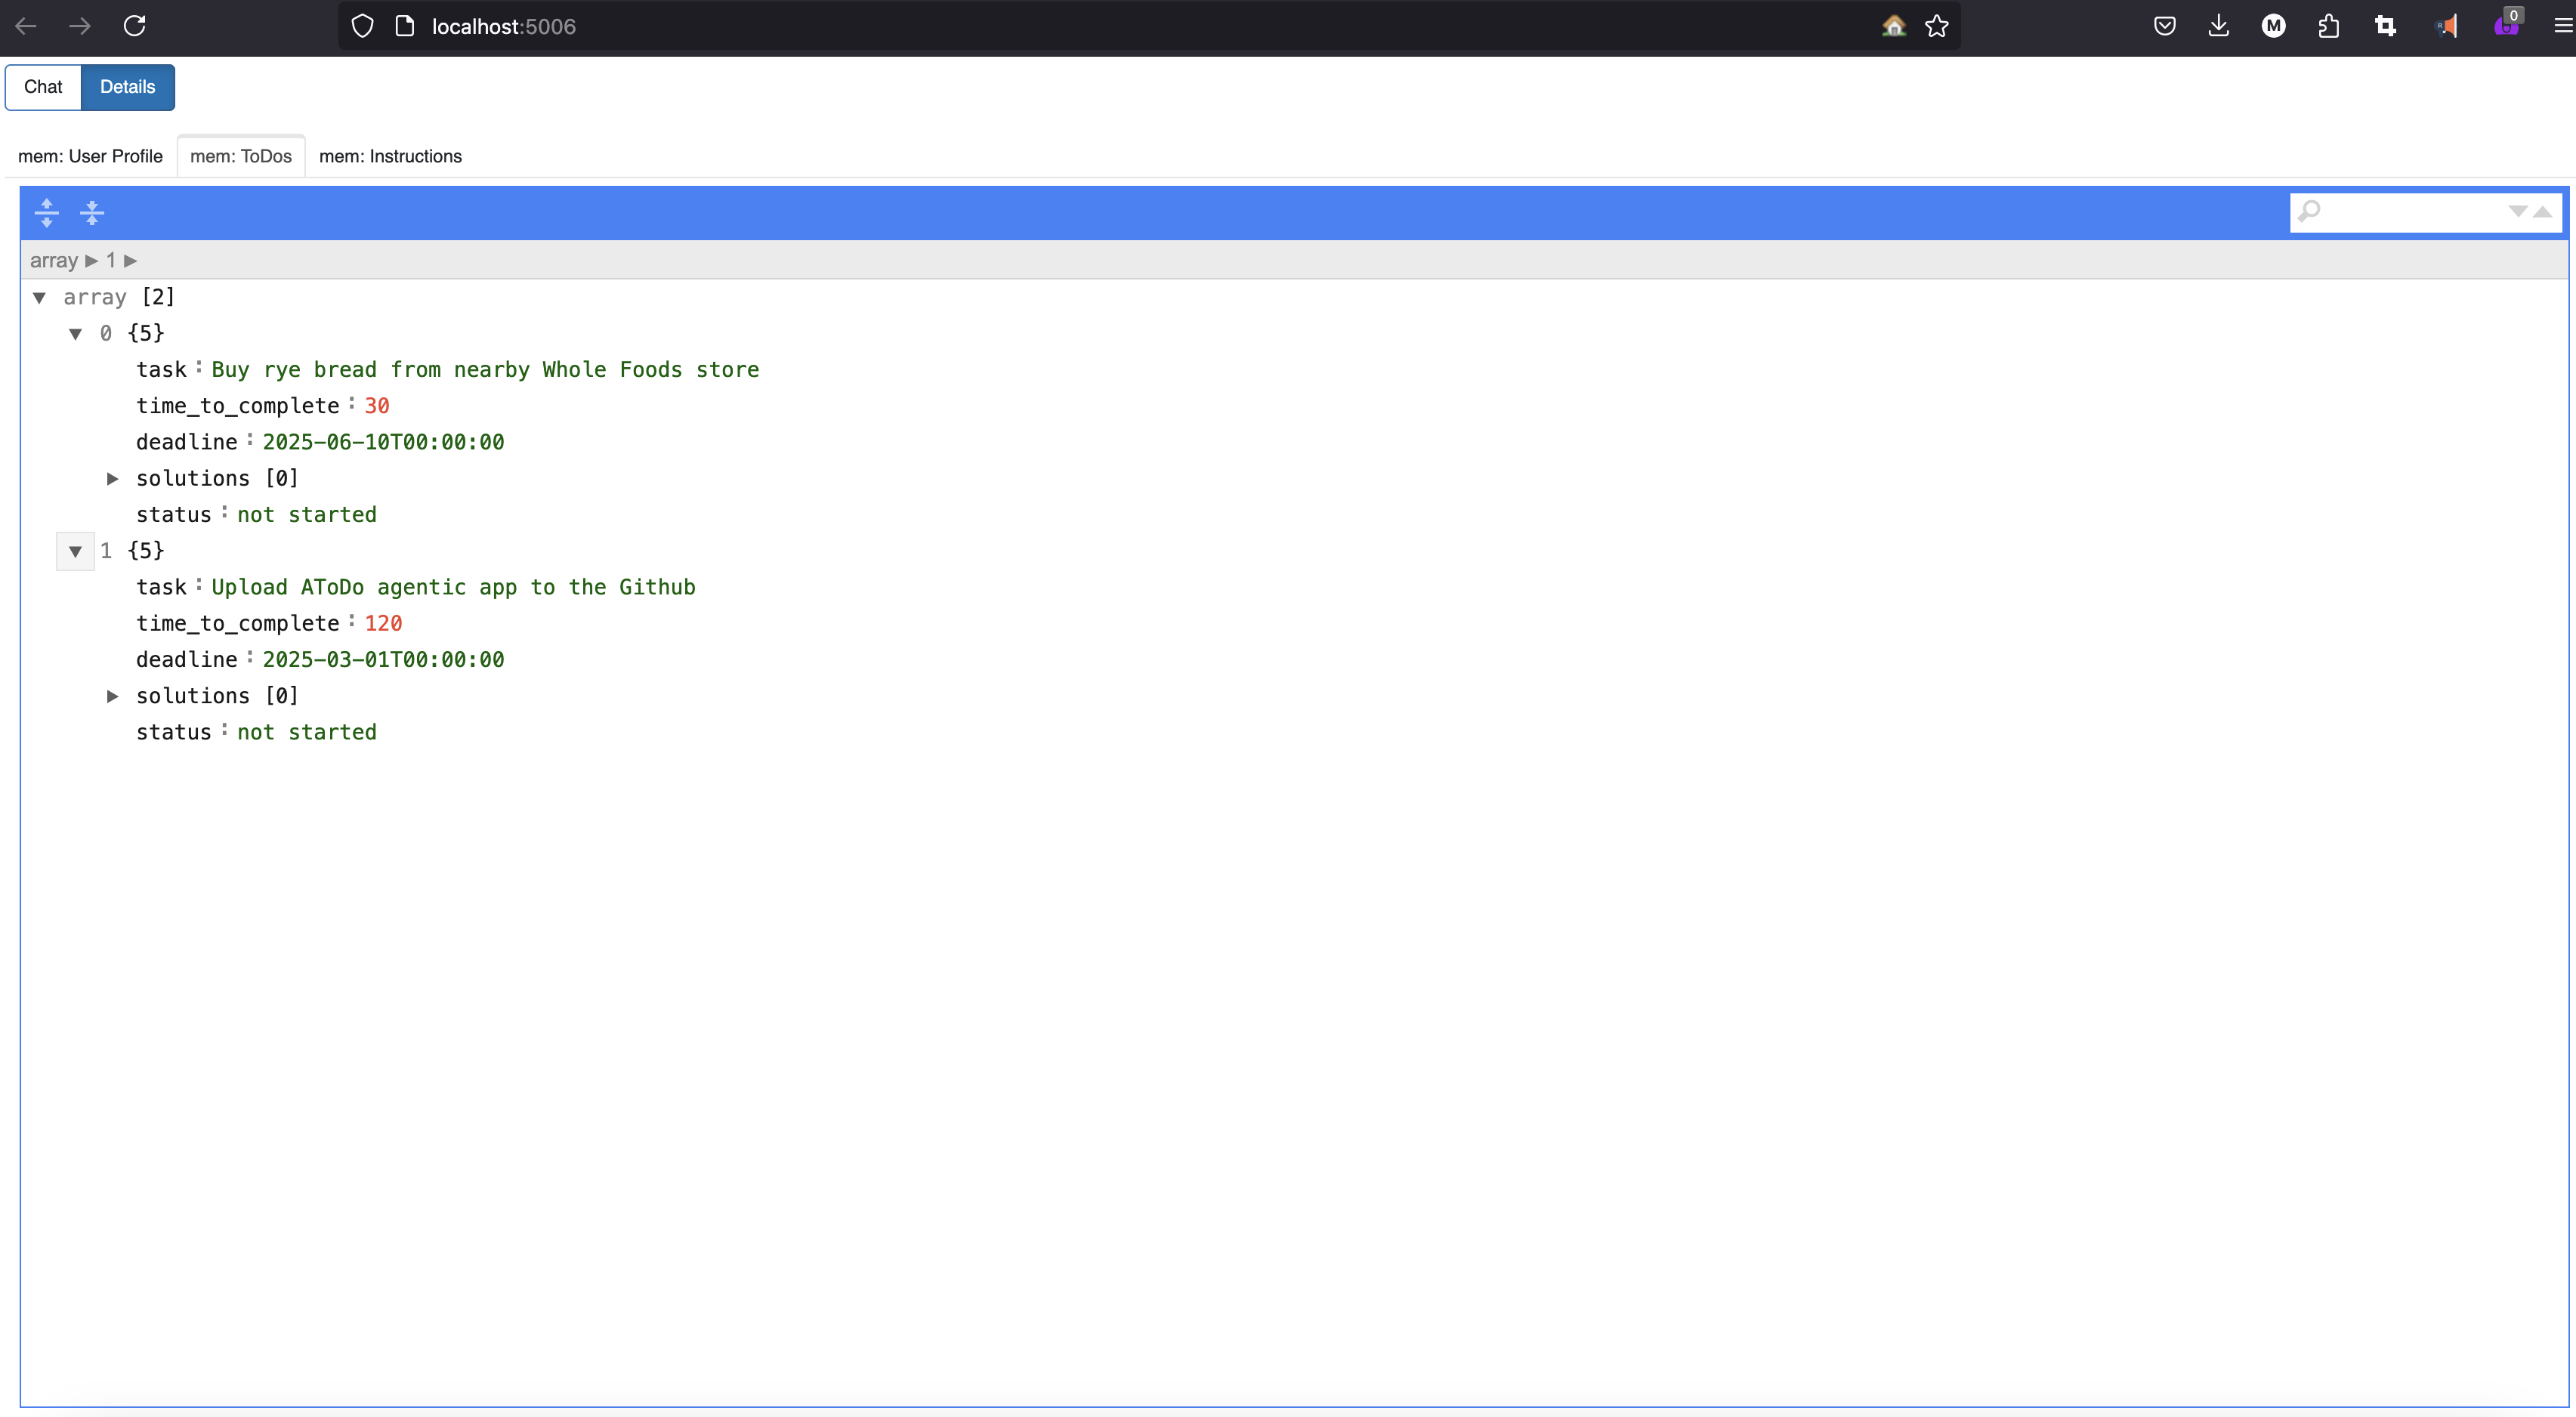 localhost:5006
0
M
Chat Details
mem: User Profile mem: ToDos mem: Instructions
array ▶ 1 ▶
▼ array [2]
▼ 0 {5}
task : Buy rye bread from nearby Whole Foods store
time_to_complete : 30
deadline : 2025-06-10T00:00:00
▶ solutions [0]
status : not started
▼ 1 {5}
task : Upload AToDo agentic app to the Github
time_to_complete : 120
deadline : 2025-03-01T00:00:00
▶ solutions [0]
status : not started